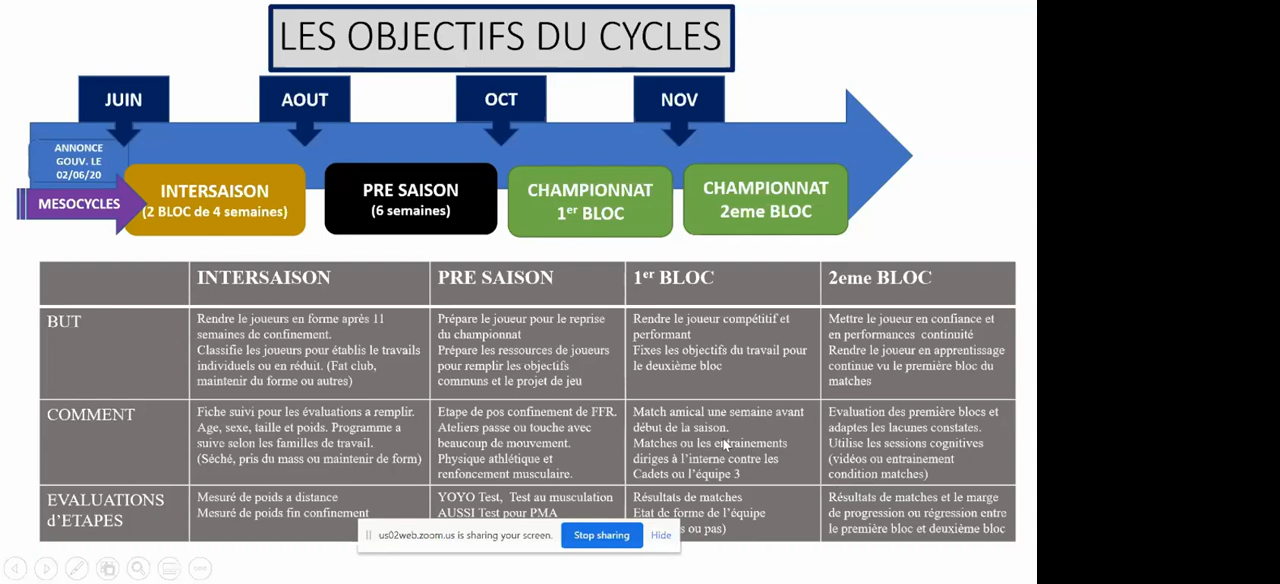 LES OBJECTIFS DU CYCLES
JUIN
AOUT
OCT
NOV
ANNONCE
GOUV. LE
02/06/20
MESOCYCLES
INTERSAISON
(2 BLOC de 4 semaines)
PRE SAISON
(6 semaines)
CHAMPIONNAT
1er BLOC
CHAMPIONNAT
2eme BLOC
INTERSAISON
PRE SAISON
1er BLOC
2eme BLOC
BUT
Rendre le joueurs en forme après 11
semaines de confinement.
Classifie les joueurs pour établis le travails
individuels ou en réduit. (Fat club,
maintenir du forme ou autres)
Prépare le joueur pour le reprise
du championnat
Prépare les ressources de joueurs
pour remplir les objectifs
communs et le projet de jeu
Rendre le joueur compétitif et
performant
Fixes les objectifs du travail pour
le deuxième bloc
Mettre le joueur en confiance et
en performances continuité
Rendre le joueur en apprentissage
continue vu le première bloc du
matches
COMMENT
Fiche suivi pour les évaluations a remplir.
Age, sexe, taille et poids. Programme a
suive selon les familles de travail.
(Séché, pris du mass ou maintenir de form)
Etape de pos confinement de FFR.
Ateliers passe ou touche avec
beaucoup de mouvement.
Physique athlétique et
renfoncement musculaire.
Match amical une semaine avant
début de la saison.
Matches ou les entrainements
diriges à l'interne contre les
Cadets ou l'équipe 3
Evaluation des première blocs et
adaptes les lacunes constates.
Utilise les sessions cognitives
(vidéos ou entrainement
condition matches)
EVALUATIONS
d'ETAPES
Mesuré de poids a distance
Mesuré de poids fin confinement
YOYO Test, Test au musculation
AUSSI Test pour PMA
Résultats de matches
Etat de forme de l'équipe
ou pas)
Résultats de matches et le marge
de progression ou régression entre
le première bloc et deuxième bloc
us02web.zoom.us is sharing your screen.
Stop sharing
Hide